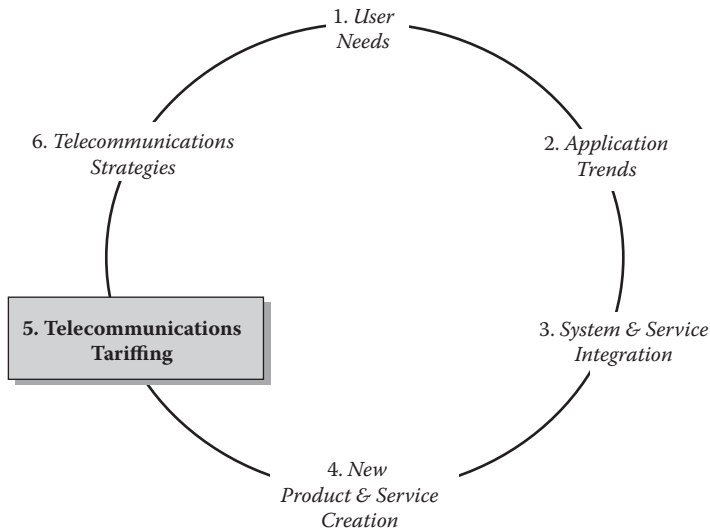 1. User
Needs
2. Application
Trends
3. System & Service
Integration
4. New
Product & Service
Creation
5. Telecommunications
Tariffing
6. Telecommunications
Strategies